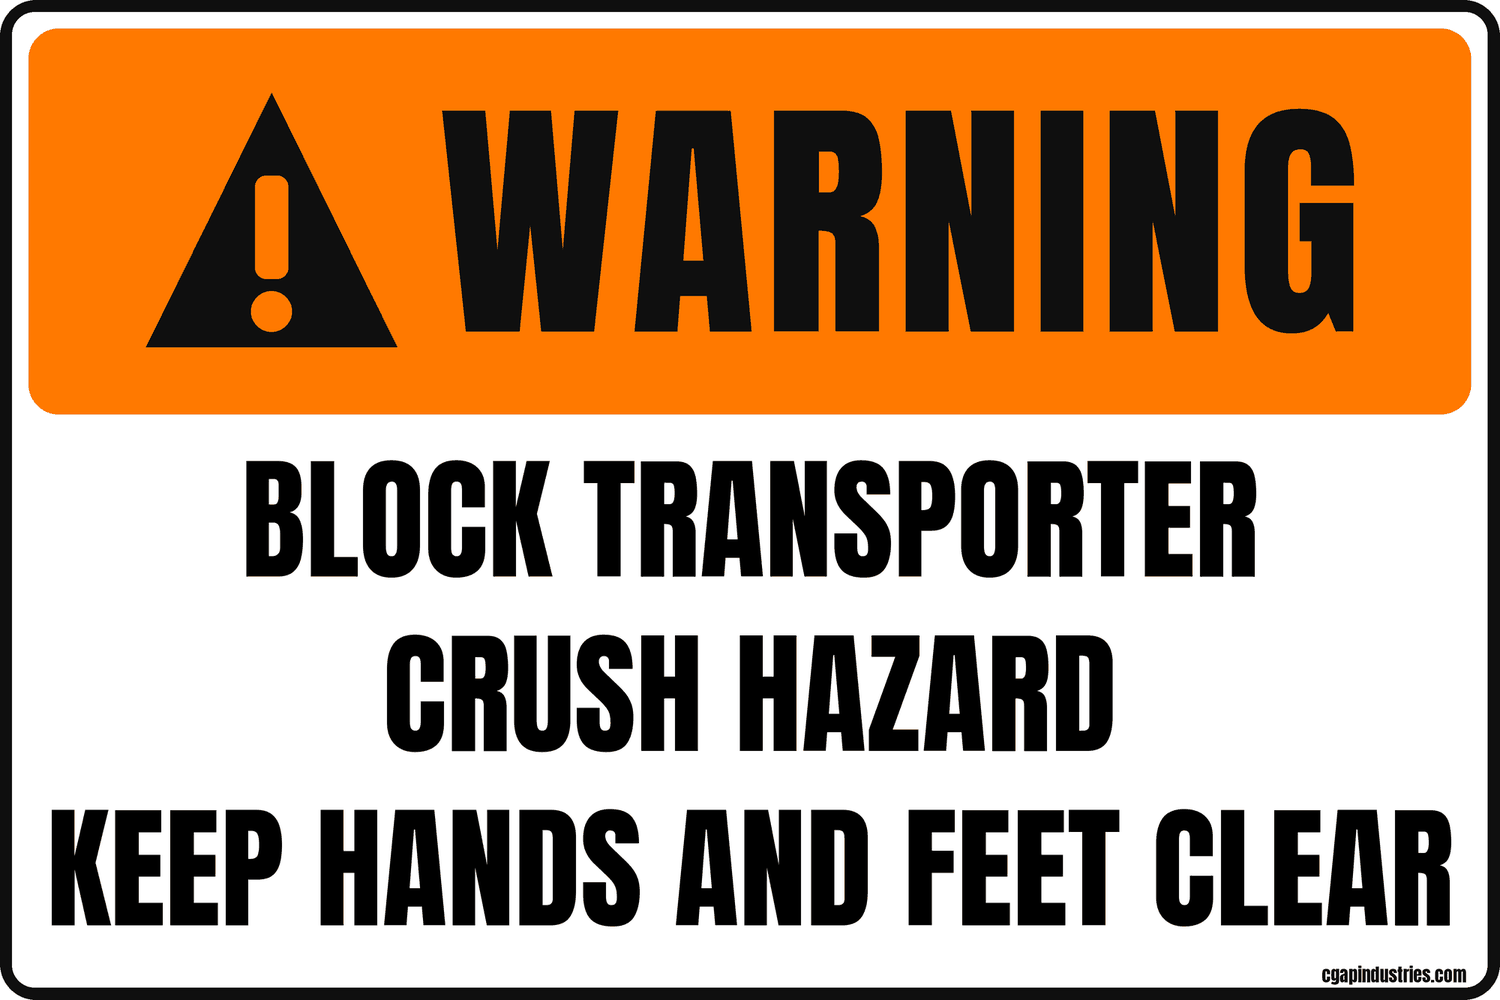 WARNING
BLOCK TRANSPORTER
CRUSH HAZARD
KEEP HANDS AND FEET CLEAR
cgapindustries.com